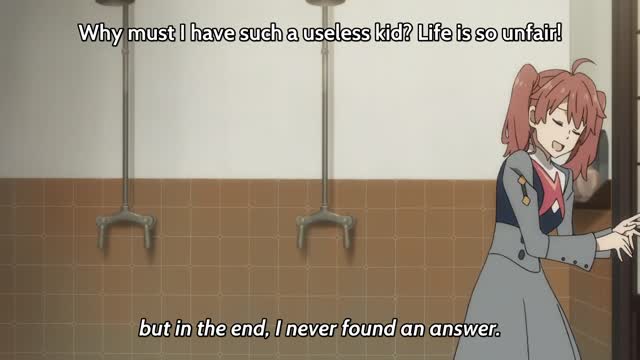 Why must I have such a useless kid? Life is so unfair!
but in the end, I never found an answer.